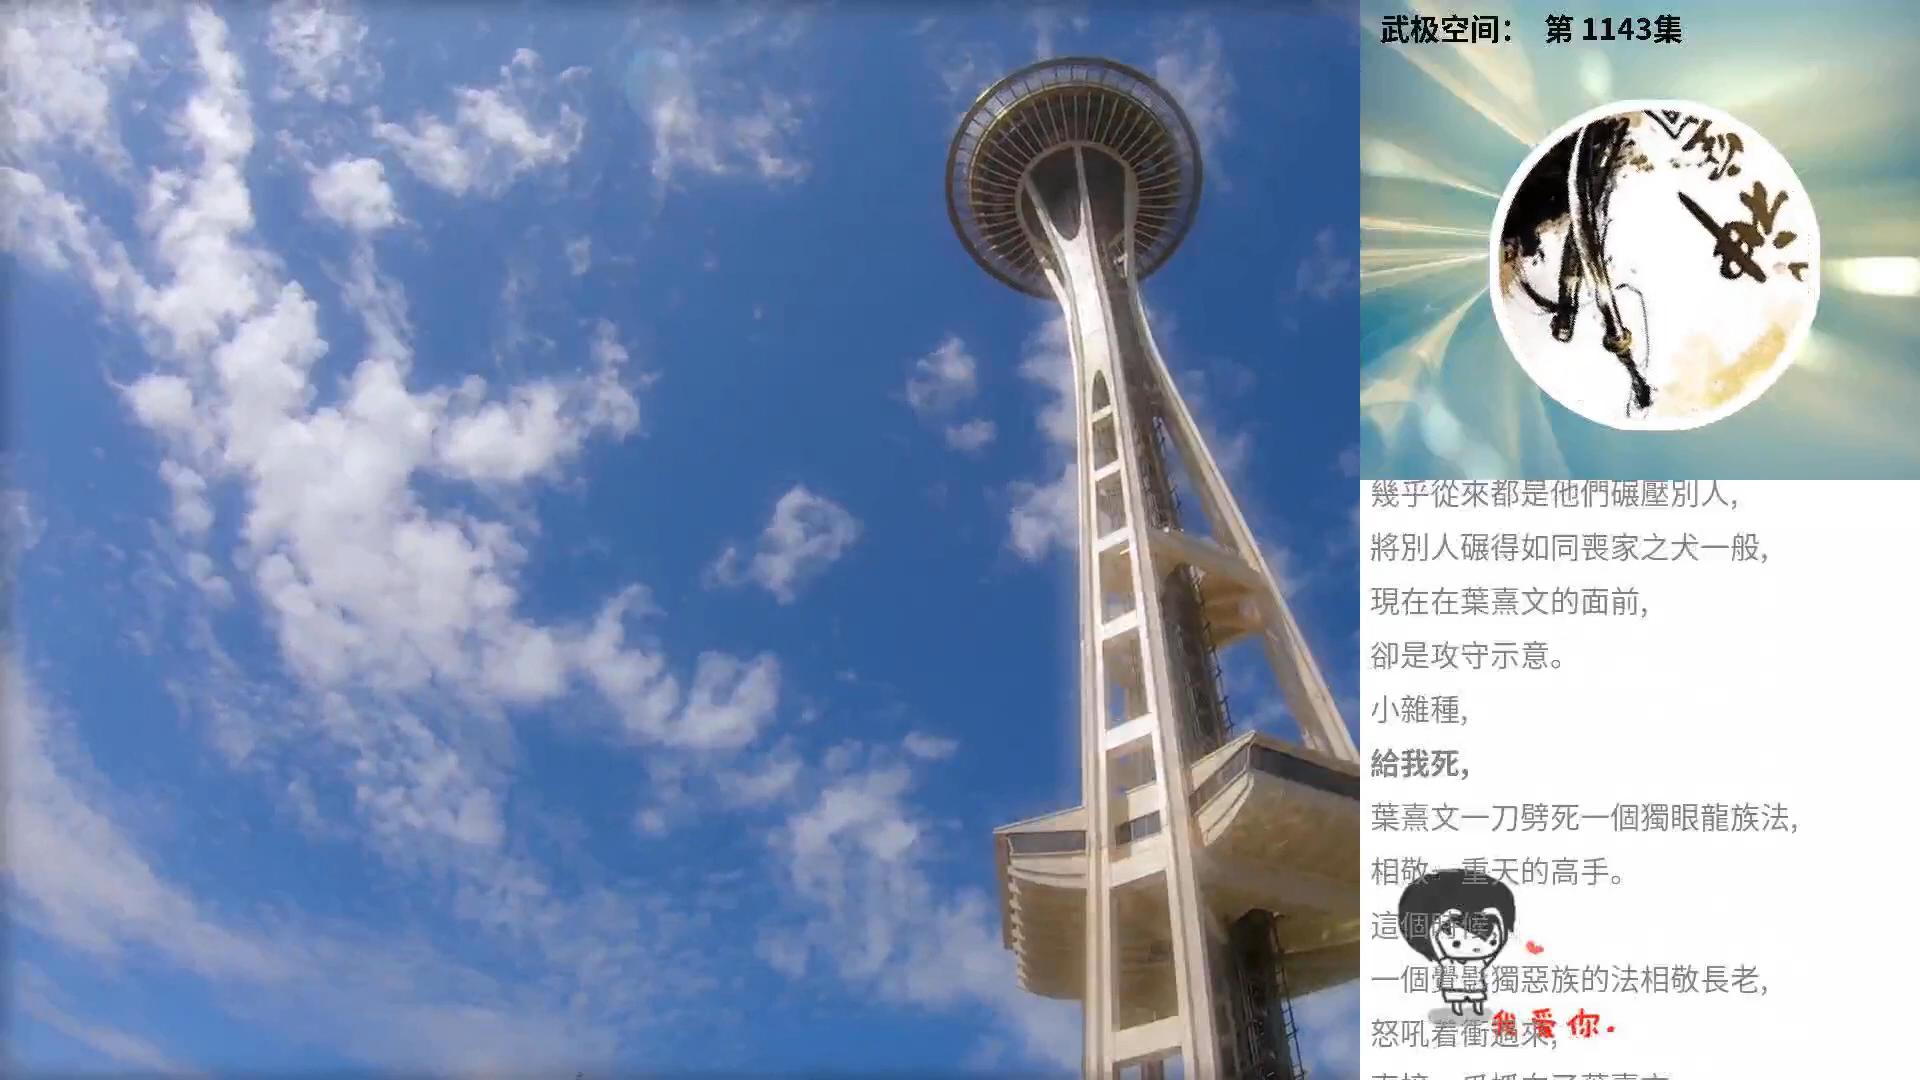 武极空间： 第 1143集
幾乎從來都是他們碾壓別人,
將別人碾得如同喪家之犬一般,
現在在葉熹文的面前,
卻是攻守示意。
小雜種,
給我死,
葉熹文一刀劈死一個獨眼龍族法,
相敬一重天的高手。
這個時候,
一個覺影獨惡族的法相敬長老,
怒吼着衝過來,
我爱你.